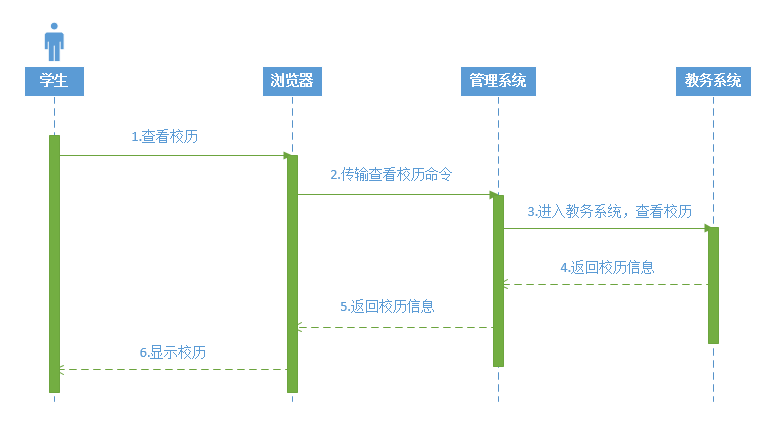 学生
浏览器
管理系统
教务系统
1.查看校历
2.传输查看校历命令
3.进入教务系统，查看校历
4.返回校历信息
5.返回校历信息
6.显示校历